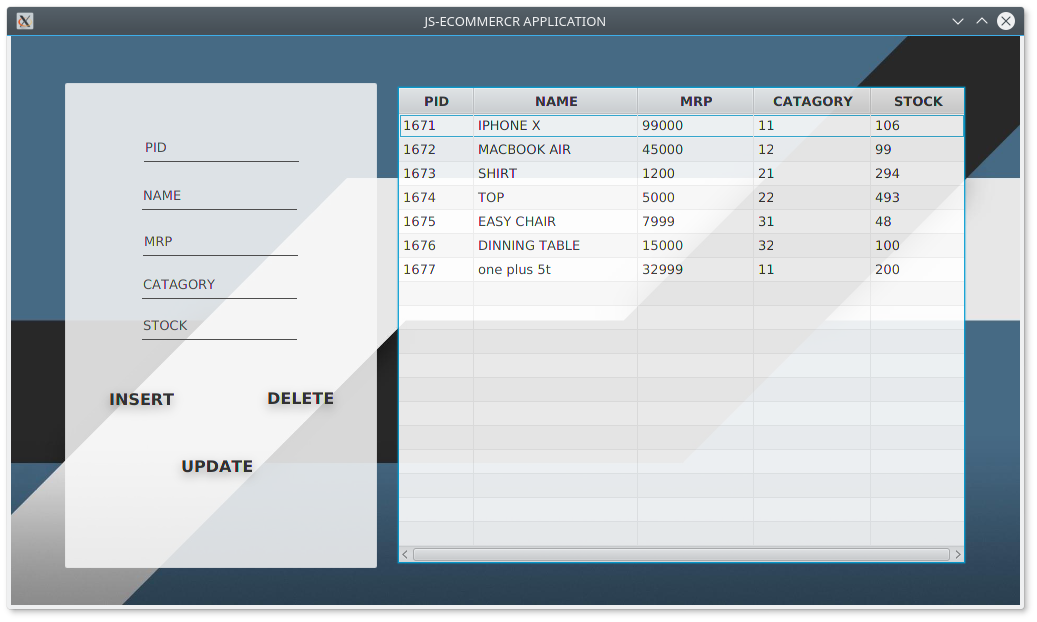 JS-ECOMMERCR APPLICATION
PID
NAME
MRP
CATAGORY
STOCK
INSERT DELETE
UPDATE
PID NAME MRP CATAGORY STOCK
1671 IPHONE X 99000 11 106
1672 MACBOOK AIR 45000 12 99
1673 SHIRT 1200 21 294
1674 TOP 5000 22 493
1675 EASY CHAIR 7999 31 48
1676 DINNING TABLE 15000 32 100
1677 one plus 5t 32999 11 200